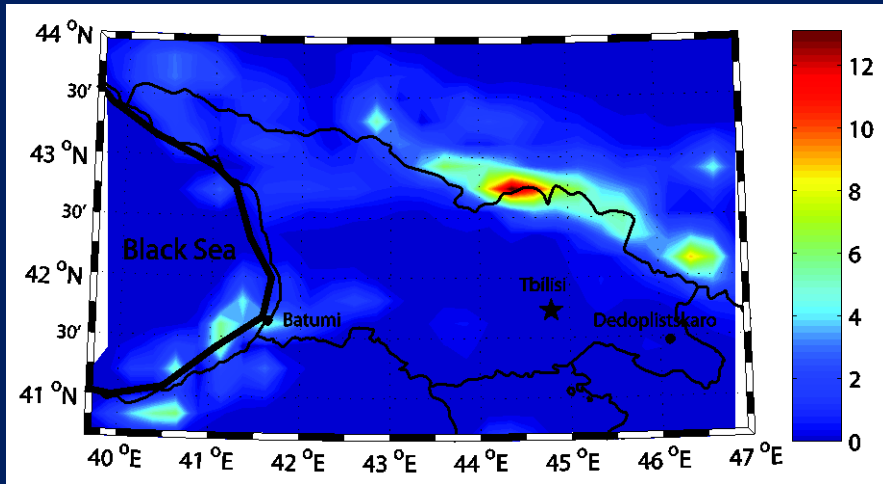 44 °N
30'
43 °N
30'
42 °N
30'
41 °N
Black Sea
Batumi
Tbilisi
Dedoplistskaro
40 °E 41 °E 42 °E 43 °E 44 °E 45 °E 46 °E 47 °E
12
10
8
6
4
2
0